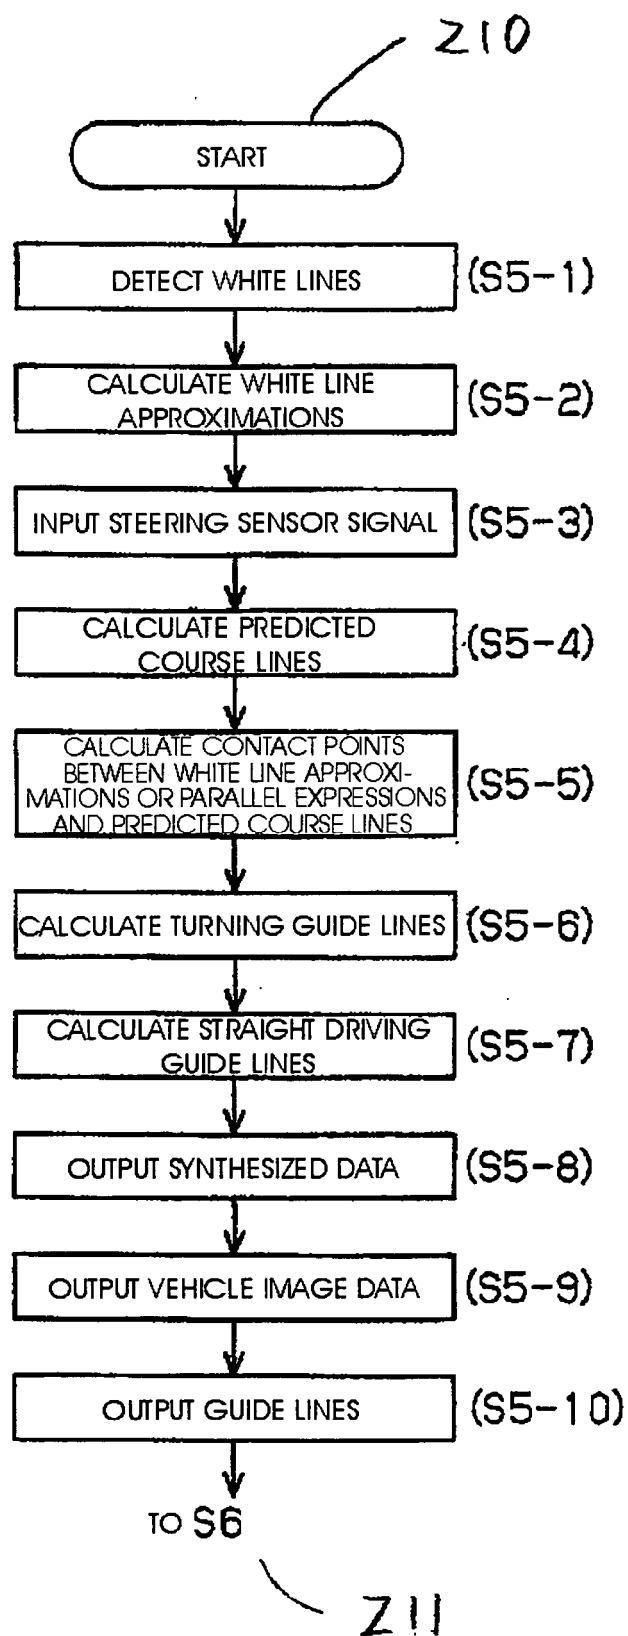 210
START
DETECT WHITE LINES (S5-1)
CALCULATE WHITE LINE
APPROXIMATIONS
(S5-2)
INPUT STEERING SENSOR SIGNAL (S5-3)
CALCULATE PREDICTED
COURSE LINES
(S5-4)
CALCULATE CONTACT POINTS
BETWEEN WHITE LINE APPROXI-
MATIONS OR PARALLEL EXPRESSIONS
AND PREDICTED COURSE LINES
(S5-5)
CALCULATE TURNING GUIDE LINES (S5-6)
CALCULATE STRAIGHT DRIVING
GUIDE LINES
(S5-7)
OUTPUT SYNTHESIZED DATA (S5-8)
OUTPUT VEHICLE IMAGE DATA (S5-9)
OUTPUT GUIDE LINES (S5-10)
TO S6
211